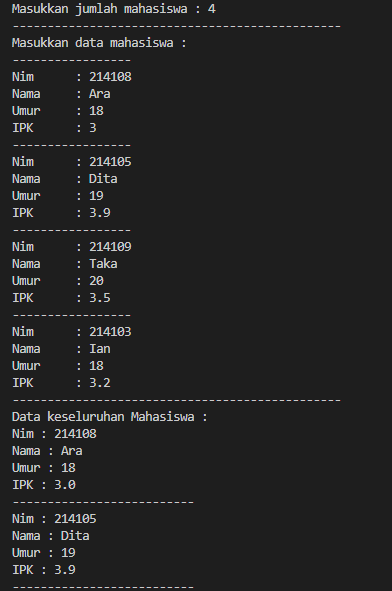 Masukkan jumlah mahasiswa : 4
-----------------------------------------------
Masukkan data mahasiswa :
-----------------
Nim      : 214108
Nama     : Ara
Umur     : 18
IPK      : 3
-----------------
Nim      : 214105
Nama     : Dita
Umur     : 19
IPK      : 3.9
-----------------
Nim      : 214109
Nama     : Taka
Umur     : 20
IPK      : 3.5
-----------------
Nim      : 214103
Nama     : Ian
Umur     : 18
IPK      : 3.2
-----------------------------------------------
Data keseluruhan Mahasiswa :
Nim : 214108
Nama : Ara
Umur : 18
IPK : 3.0
--------------------------
Nim : 214105
Nama : Dita
Umur : 19
IPK : 3.9
--------------------------